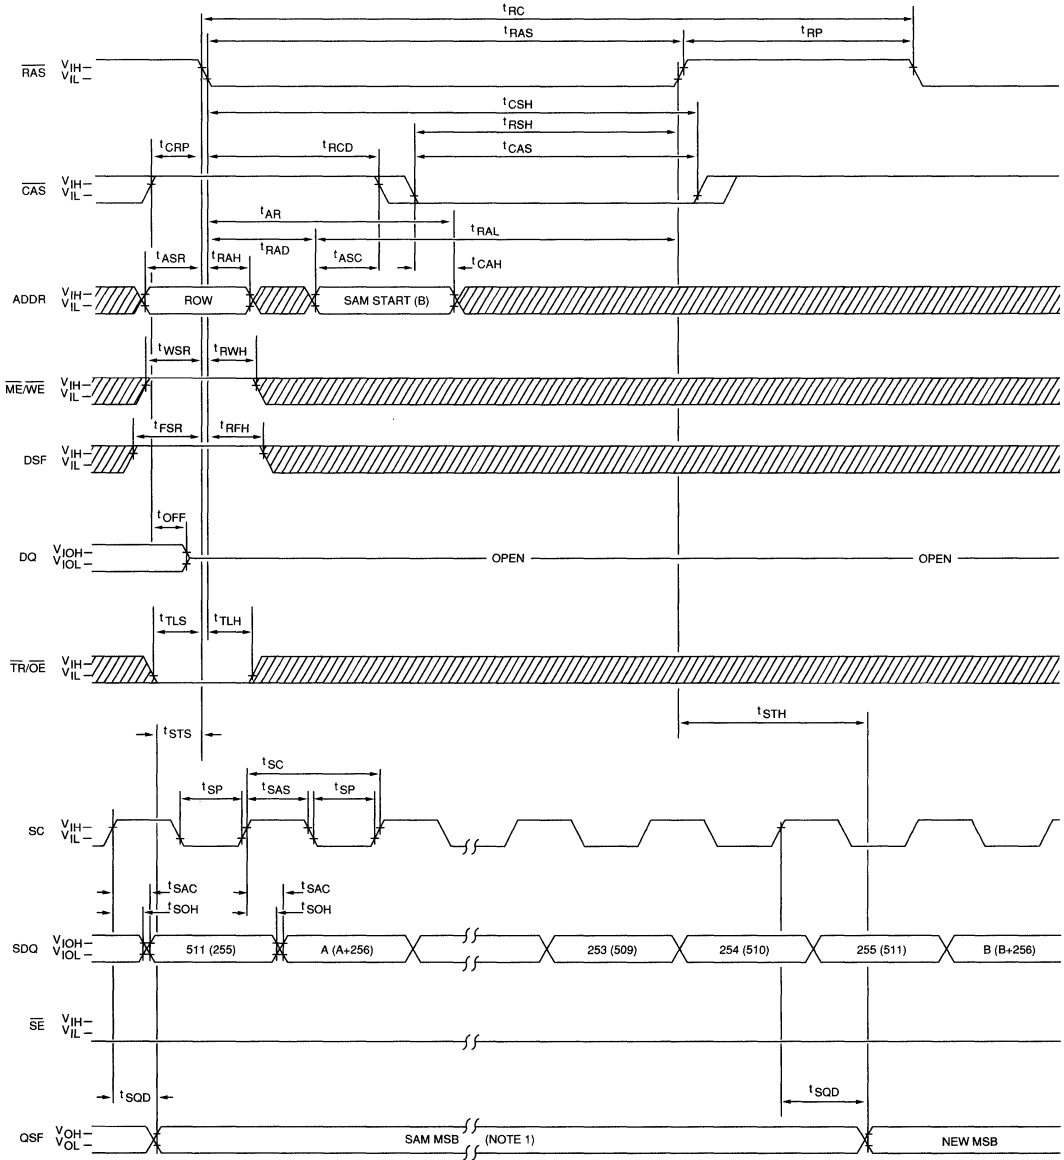 tRC
tRAS
tRP
RAS
VIH
VIL
tCSH
tRSH
tCRP
tRCD
tCAS
CAS
VIH
VIL
tAR
tRAL
tRAD
tASR
tRAH
tASC
tCAH
ADDR
VIH
VIL
ROW
SAM START (B)
tWSR
tRWH
ME/WE
VIH
VIL
tFSR
tRFH
DSF
VIH
VIL
tOFF
DQ
VIOH
VIOL
OPEN
OPEN
tTLS
tTLH
TR/OE
VIH
VIL
tSTH
tSTS
tSC
tSP
tSAS
tSP
SC
VIH
VIL
tSAC
tSAC
tSOH
tSOH
SDQ
VIOH
VIOL
511 (255)
A (A+256)
253 (509)
254 (510)
255 (511)
B (B+256)
SE
VIH
VIL
tSQD
tSQD
QSF
VOH
VOL
SAM MSB (NOTE 1)
NEW MSB